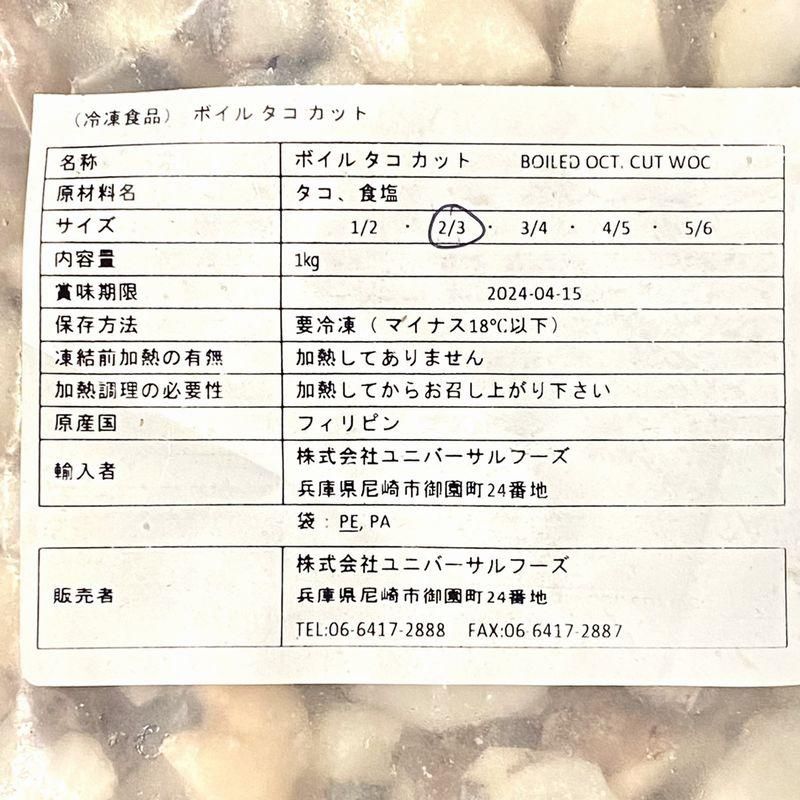 （冷凍食品） ボイル タコ カット
名称 ボイル タコ カット BOILED OCT. CUT WOC
原材料名 タコ、食塩
サイズ 1/2 ・ 2/3 ・ 3/4 ・ 4/5 ・ 5/6
内容量 1kg
賞味期限 2024-04-15
保存方法 要冷凍（ マイナス18℃以下）
凍結前加熱の有無 加熱してありません
加熱調理の必要性 加熱してからお召し上がり下さい
原産国 フィリピン
輸入者 株式会社ユニバーサルフーズ
兵庫県尼崎市御園町24番地
袋 : PE, PA
販売者 株式会社ユニバーサルフーズ
兵庫県尼崎市御園町24番地
TEL:06-6417-2888 FAX:06-6417-2887